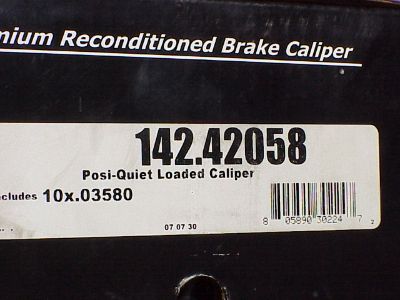 mium Reconditioned Brake Caliper
142.42058
Posi-Quiet Loaded Caliper
ncludes 10x.03580
07 07 30
8 05890 30224 7 2